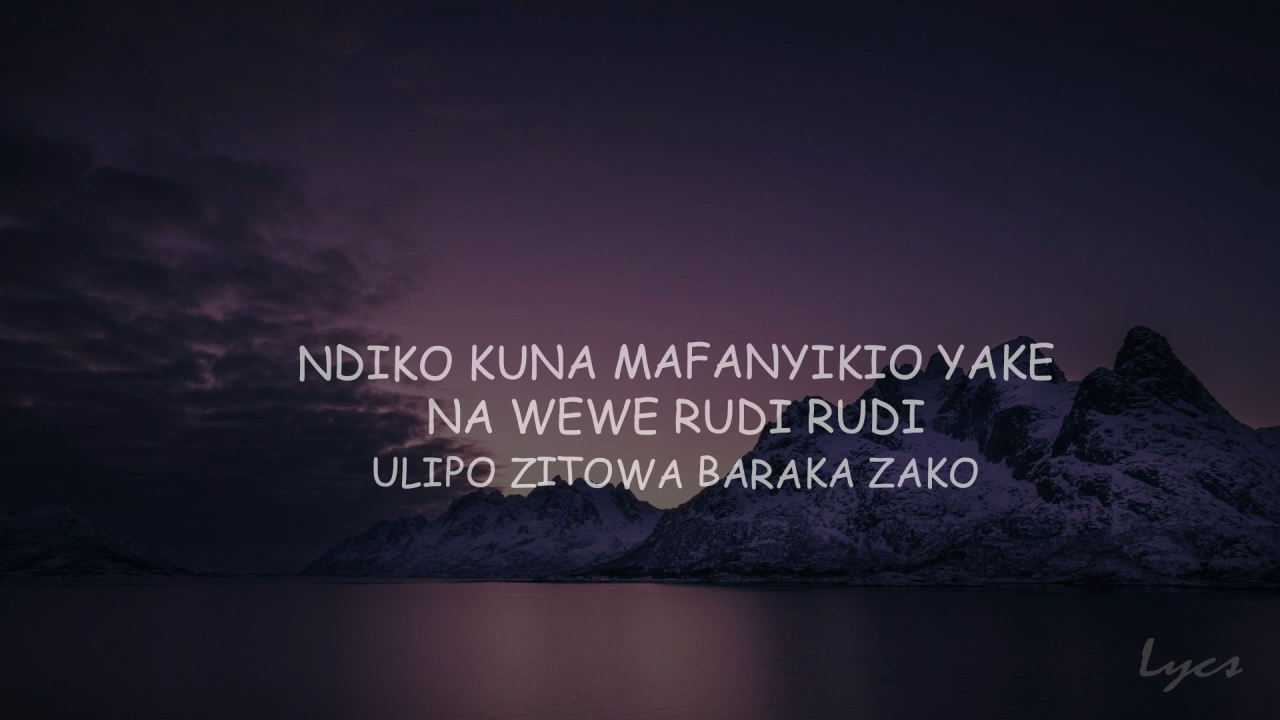 NDIKO KUNA MAFANYIKIO YAKE
NA WEWE RUDI RUDI
ULIPO ZITOWA BARAKA ZAKO
Lycs